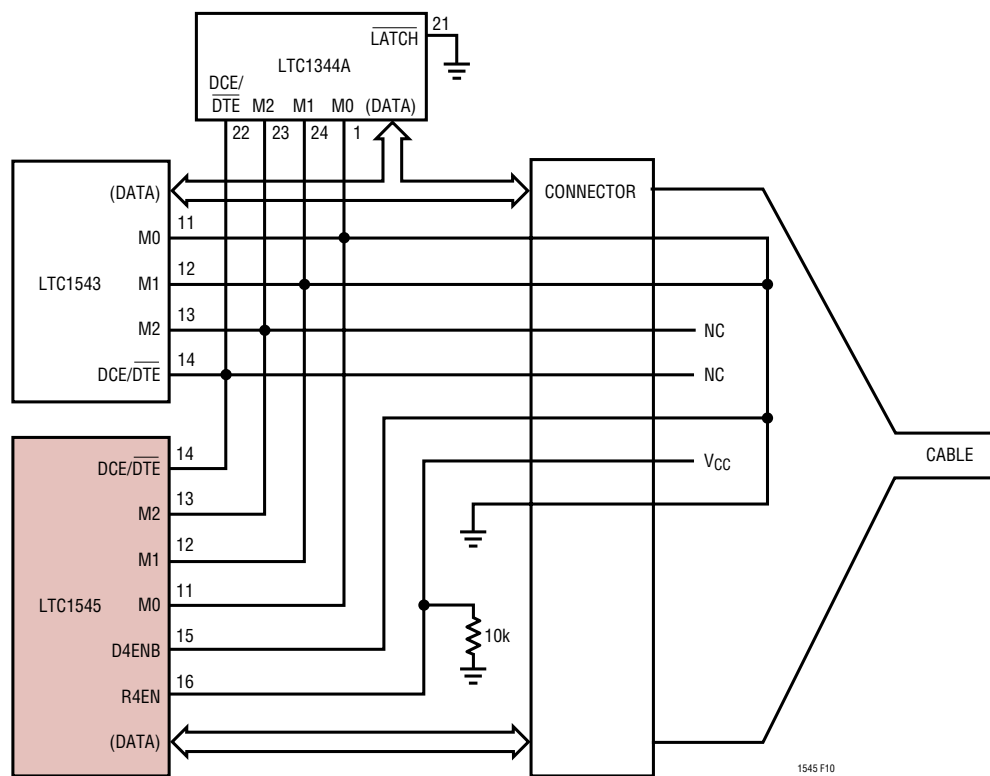 21
LATCH
LTC1344A
DCE/
DTE M2 M1 M0 (DATA)
22 23 24 1
(DATA)
CONNECTOR
11
M0
12
LTC1543
M1
13
M2
NC
14
DCE/DTE
NC
14
DCE/DTE
VCC
CABLE
13
M2
12
M1
11
LTC1545
M0
10k
15
D4ENB
16
R4EN
(DATA)
1545 F10